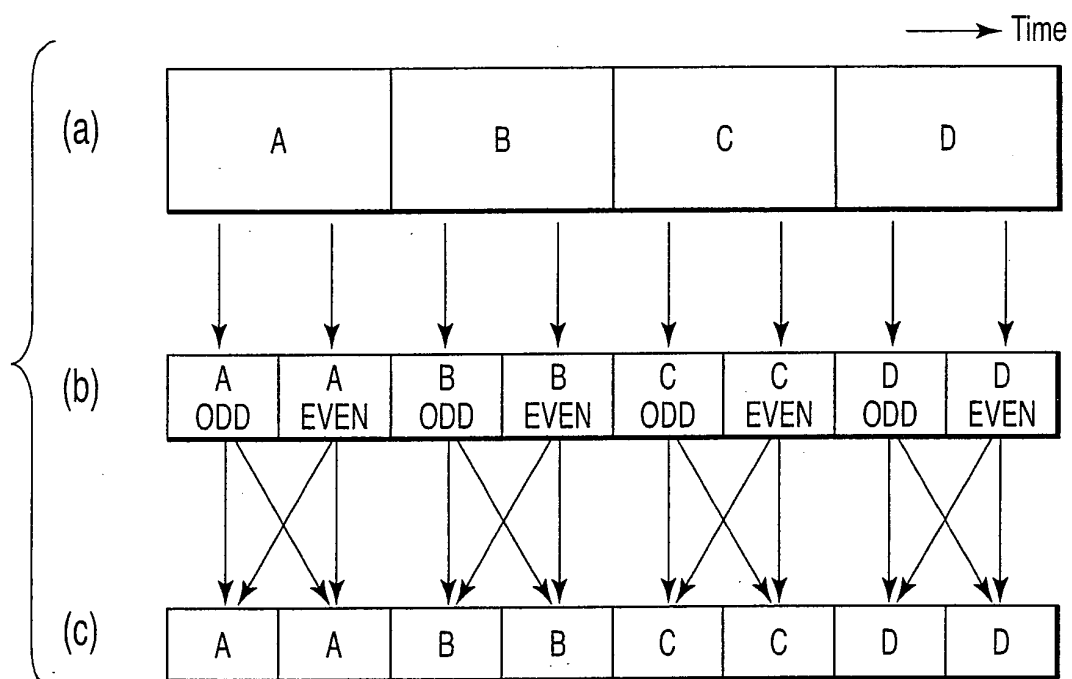 Time
(a)
A B C D
(b)
A A B B C C D D
ODD EVEN ODD EVEN ODD EVEN ODD EVEN
(c)
A A B B C C D D